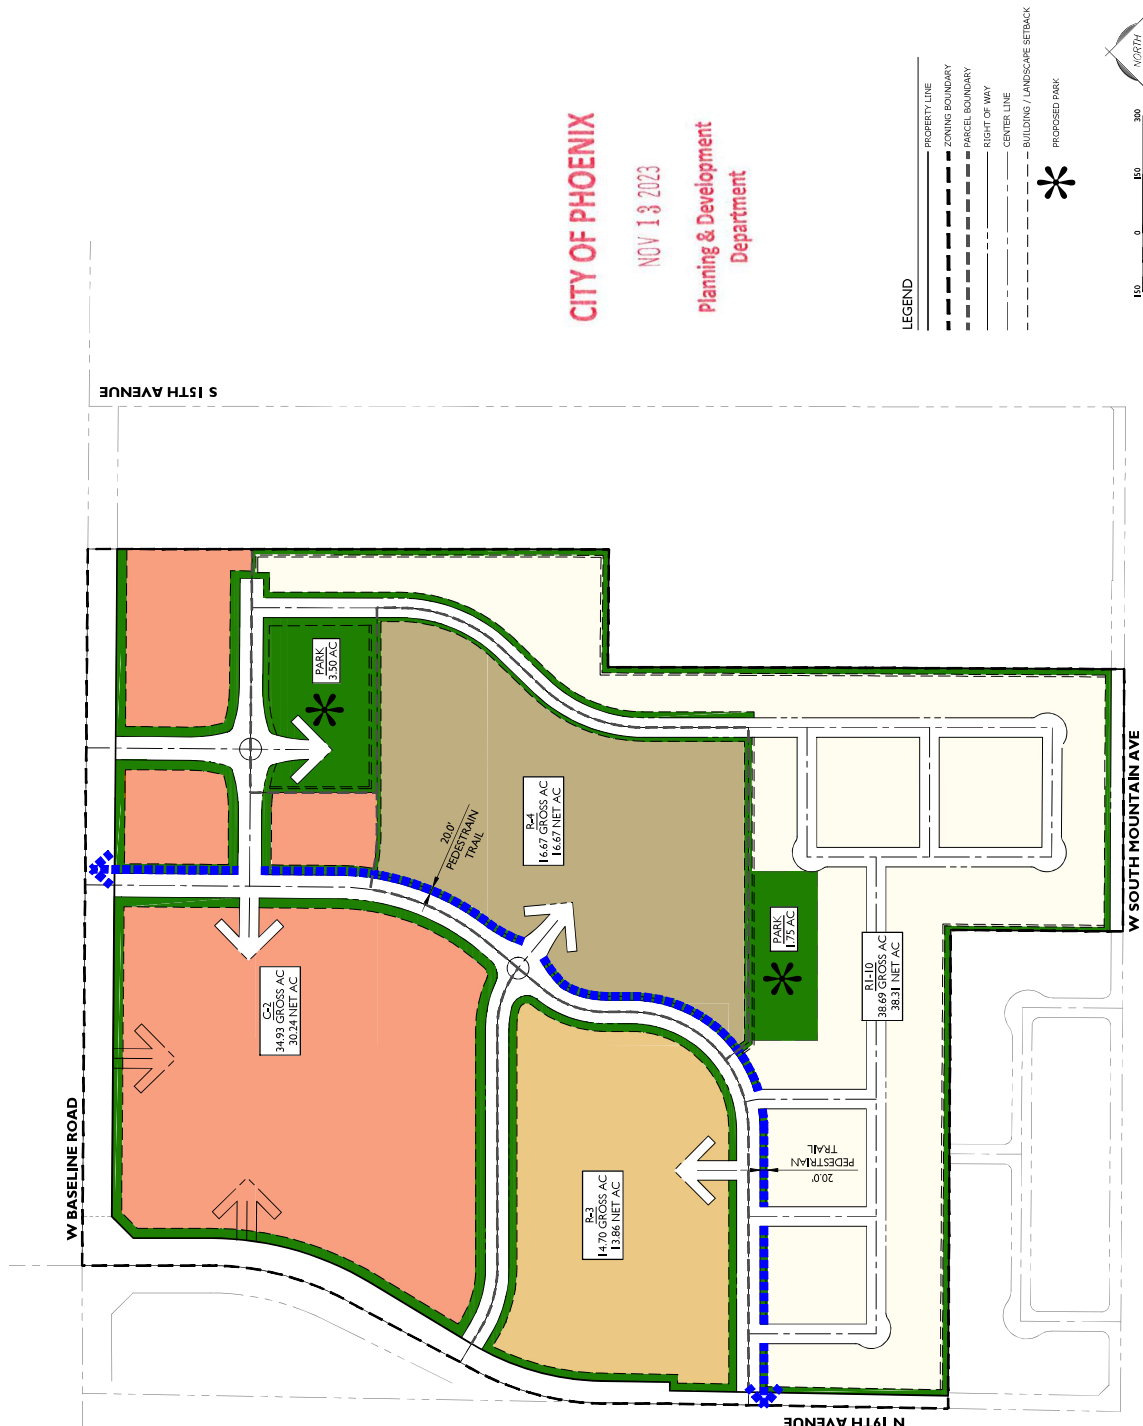 CITY OF PHOENIX
NOV 13 2023
Planning & Development
Department
LEGEND
PROPERTY LINE
ZONING BOUNDARY
PARCEL BOUNDARY
RIGHT OF WAY
CENTER LINE
BUILDING / LANDSCAPE SETBACK
PROPOSED PARK
NORTH
150
0
150
300
S 15TH AVENUE
W BASELINE ROAD
W SOUTH MOUNTAIN AVE
N 19TH AVENUE
PARK
3.50 AC
R-4
16.67 GROSS AC
16.67 NET AC
20.0'
PEDESTRAIN
TRAIL
C-2
34.93 GROSS AC
30.24 NET AC
PARK
1.75 AC
R1-10
38.69 GROSS AC
38.31 NET AC
R-3
14.70 GROSS AC
13.86 NET AC
20.0'
PEDESTRIAN
TRAIL